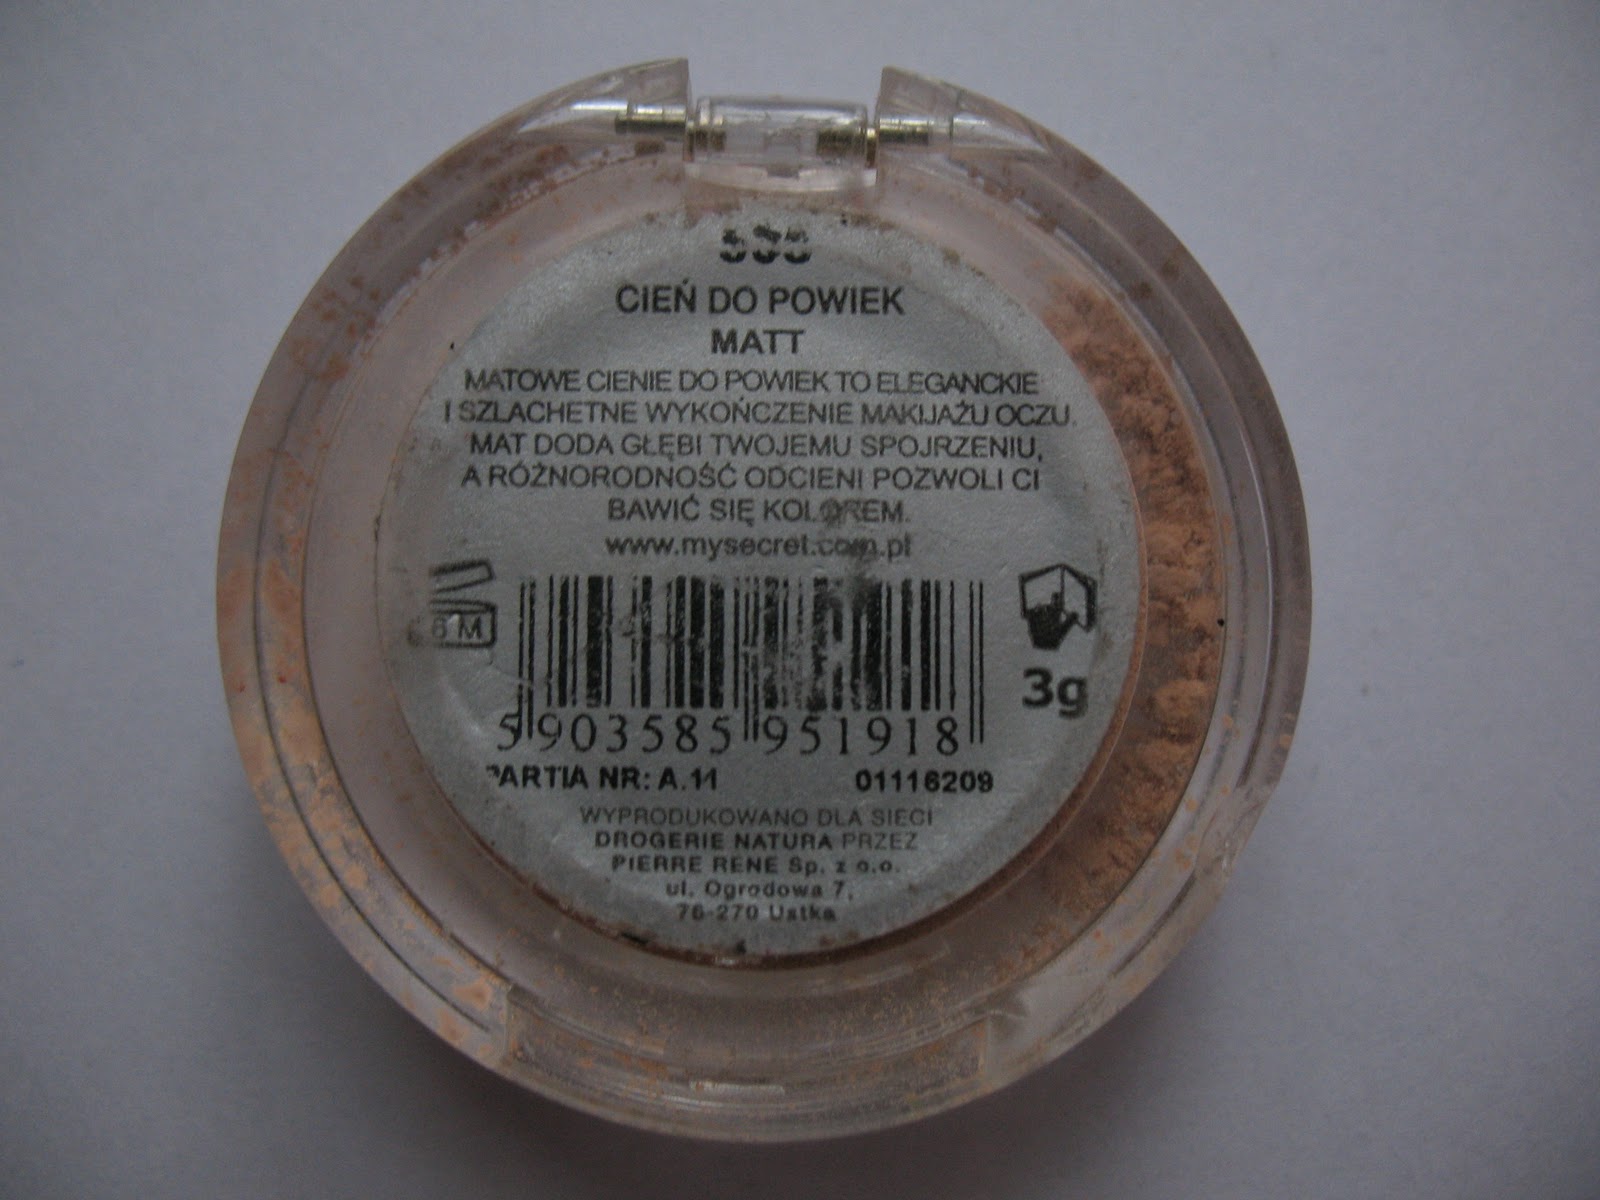 CIEŃ DO POWIEK
MATT
MATOWE CIENIE DO POWIEK TO ELEGANCKIE
I SZLACHETNE WYKOŃCZENIE MAKIJAŻU OCZU.
MAT DODA GŁĘBI TWOJEMU SPOJRZENIU,
A RÓŻNORODNOŚĆ ODCIENI POZWOLI CI
BAWIĆ SIĘ KOLOREM.
www.mysecret.com.pl
6 M
3g
5 903585 951918
PARTIA NR: A.11 01116209
WYPRODUKOWANO DLA SIECI
DROGERIE NATURA PRZEZ
PIERRE RENE Sp. z o.o.
ul. Ogrodowa 7,
76-270 Ustka